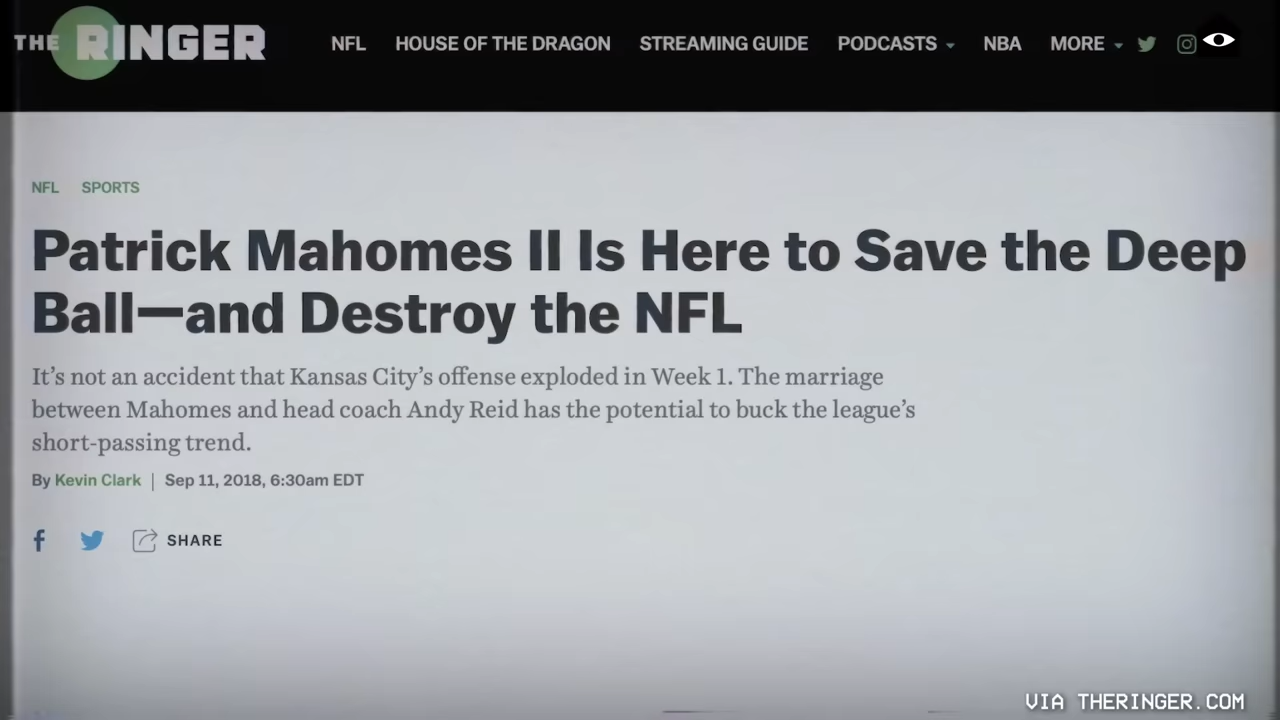 THE RINGER
NFL HOUSE OF THE DRAGON STREAMING GUIDE PODCASTS NBA MORE
NFL SPORTS
Patrick Mahomes II Is Here to Save the Deep
Ball—and Destroy the NFL
It’s not an accident that Kansas City’s offense exploded in Week 1. The marriage
between Mahomes and head coach Andy Reid has the potential to buck the league’s
short-passing trend.
By Kevin Clark | Sep 11, 2018, 6:30am EDT
SHARE
VIA THERINGER.COM